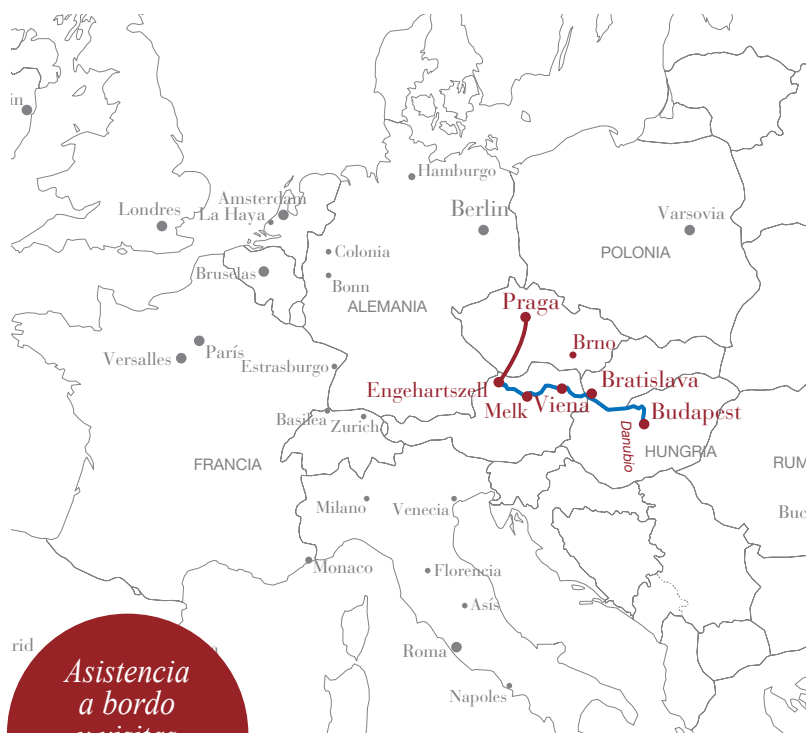 Hamburgo
Amsterdam
La Haya
Londres
Berlin
Varsovia
Colonia
POLONIA
Bruselas
Bonn
ALEMANIA
Praga
París
Versalles
Brno
Estrasburgo
Engehartszell
Bratislava
Melk
Viena
Basilea
Zurich
Budapest
Danubio
HUNGRIA
FRANCIA
RUM
Milano
Venecia
Buc
Monaco
Florencia
Asís
Roma
rid
Napoles
Asistencia
a bordo
y visitas